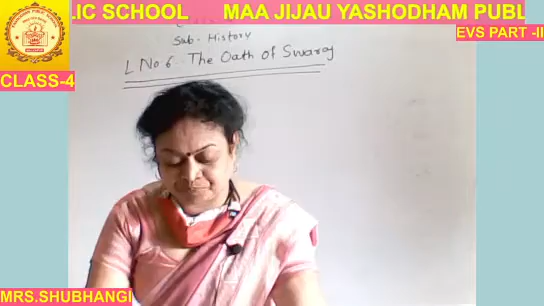 LIC SCHOOL MAA JIJAU YASHODHAM PUBL
EVS PART -II
Sub - History
L No 6. The Oath of Swaraj
CLASS-4
MRS.SHUBHANGI